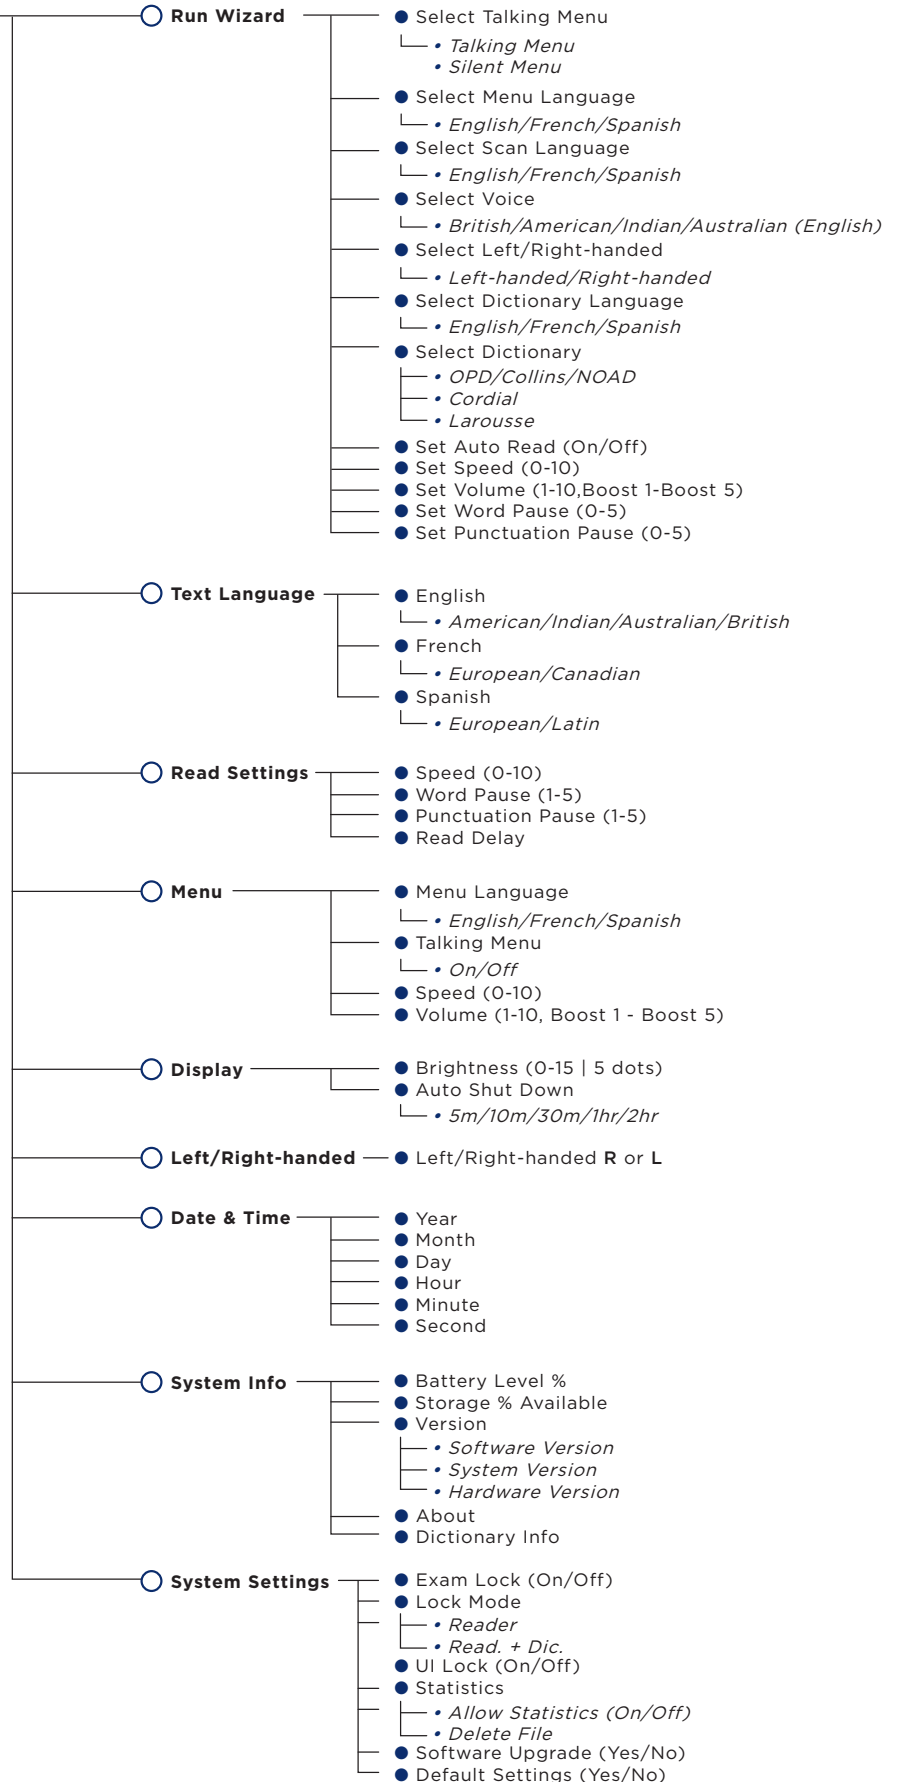 Run Wizard
Select Talking Menu
• Talking Menu
• Silent Menu
Select Menu Language
• English/French/Spanish
Select Scan Language
• English/French/Spanish
Select Voice
• British/American/Indian/Australian (English)
Select Left/Right-handed
• Left-handed/Right-handed
Select Dictionary Language
• English/French/Spanish
Select Dictionary
• OPD/Collins/NOAD
• Cordial
• Larousse
Set Auto Read (On/Off)
Set Speed (0-10)
Set Volume (1-10,Boost 1-Boost 5)
Set Word Pause (0-5)
Set Punctuation Pause (0-5)
Text Language
English
• American/Indian/Australian/British
French
• European/Canadian
Spanish
• European/Latin
Read Settings
Speed (0-10)
Word Pause (1-5)
Punctuation Pause (1-5)
Read Delay
Menu
Menu Language
• English/French/Spanish
Talking Menu
• On/Off
Speed (0-10)
Volume (1-10, Boost 1 - Boost 5)
Display
Brightness (0-15 | 5 dots)
Auto Shut Down
• 5m/10m/30m/1hr/2hr
Left/Right-handed
Left/Right-handed R or L
Date & Time
Year
Month
Day
Hour
Minute
Second
System Info
Battery Level %
Storage % Available
Version
• Software Version
• System Version
• Hardware Version
About
Dictionary Info
System Settings
Exam Lock (On/Off)
Lock Mode
• Reader
• Read. + Dic.
UI Lock (On/Off)
Statistics
• Allow Statistics (On/Off)
• Delete File
Software Upgrade (Yes/No)
Default Settings (Yes/No)